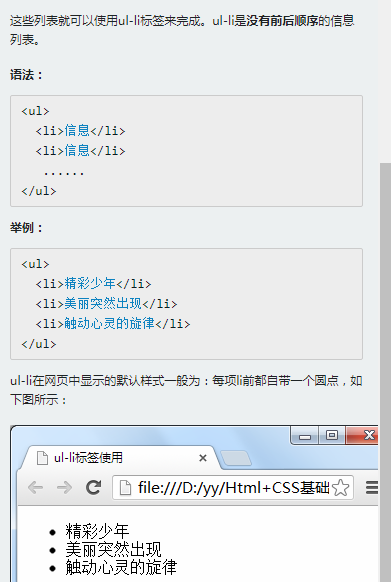 这些列表就可以使用ul-li标签来完成。ul-li是没有前后顺序的信息
列表。
语法：
<ul>
<li>信息</li>
<li>信息</li>
......
</ul>
举例：
<ul>
<li>精彩少年</li>
<li>美丽突然出现</li>
<li>触动心灵的旋律</li>
</ul>
ul-li在网页中显示的默认样式一般为：每项li前都自带一个圆点，如
下图所示：
ul-li标签使用
file:///D:/yy/Html+CSS基础
精彩少年
美丽突然出现
触动心灵的旋律